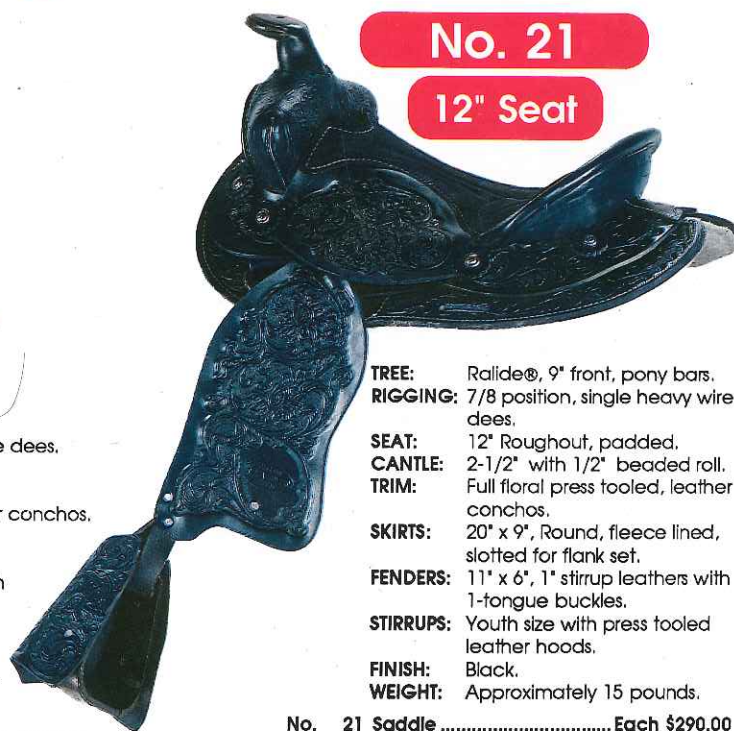 No. 21
12" Seat
TREE: Ralide®, 9" front, pony bars.
RIGGING: 7/8 position, single heavy wire
dees.
SEAT: 12" Roughout, padded.
CANTLE: 2-1/2" with 1/2" beaded roll.
TRIM: Full floral press tooled, leather
conchos.
SKIRTS: 20" x 9", Round, fleece lined,
slotted for flank set.
FENDERS: 11" x 6", 1" stirrup leathers with
1-tongue buckles.
STIRRUPS: Youth size with press tooled
leather hoods.
FINISH: Black.
WEIGHT: Approximately 15 pounds.
No. 21 Saddle ................................ Each $290.00
dees.
conchos.